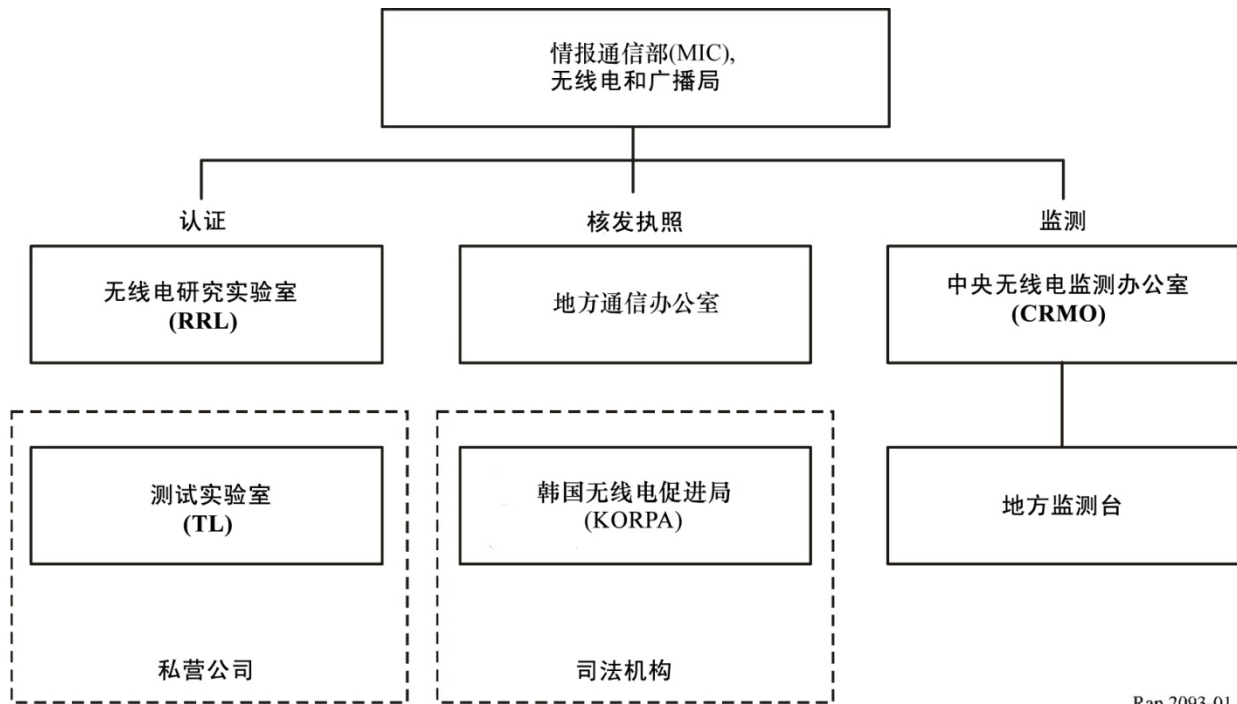 情报通信部(MIC),
无线电和广播局
认证
核发执照
监测
无线电研究实验室
(RRL)
地方通信办公室
中央无线电监测办公室
(CRMO)
测试实验室
(TL)
韩国无线电促进局
(KORPA)
地方监测台
私营公司
司法机构
Rap 2093-01